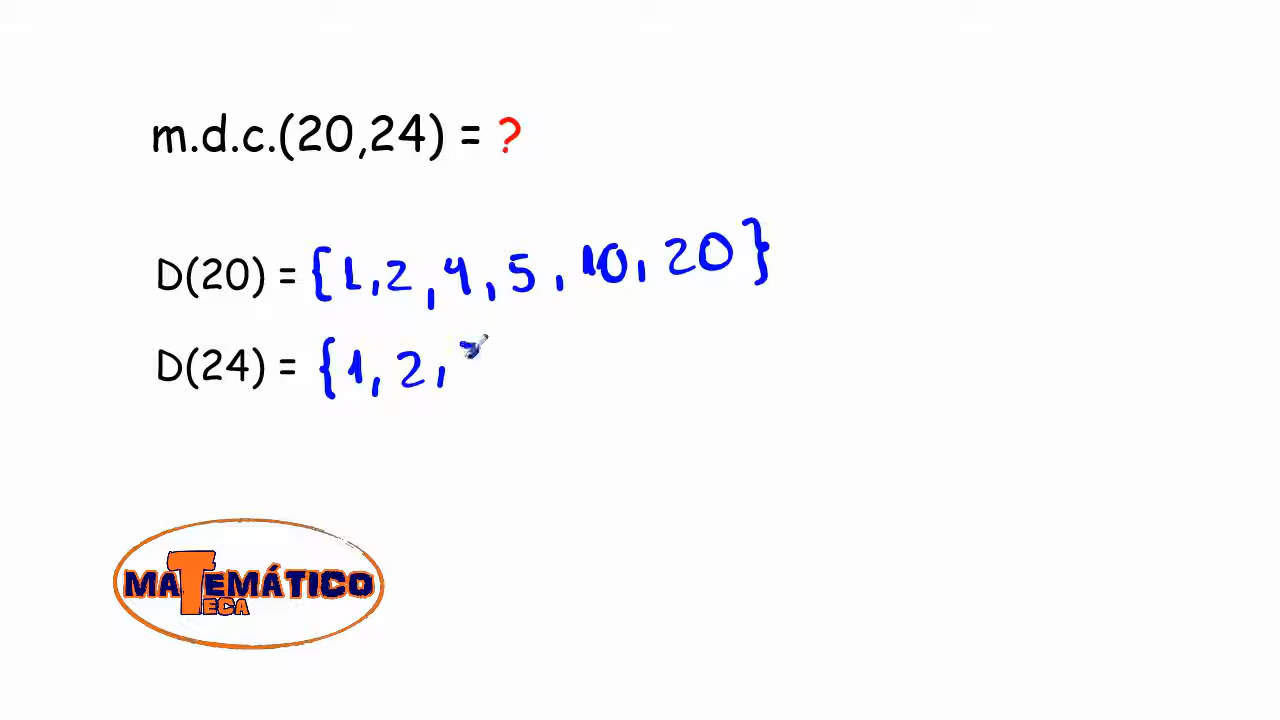 m.d.c.(20,24) = ?
D(20) = {1, 2, 4, 5, 10, 20}
D(24) = {1, 2,
MATEMÁTICO
TECA